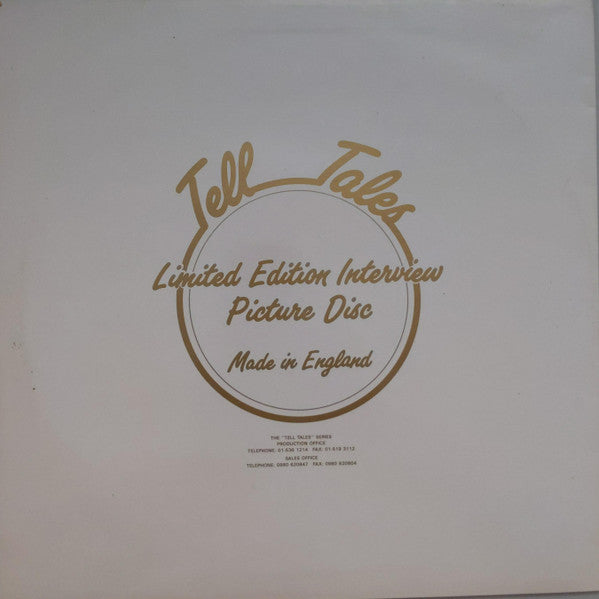 Tell Tales
Limited Edition Interview
Picture Disc
Made in England
THE "TELL TALES" SERIES
PRODUCTION OFFICE
TELEPHONE: 01 636 1214 FAX: 01-519 3112
SALES OFFICE
TELEPHONE: 0980 620847 FAX: 0980 620804